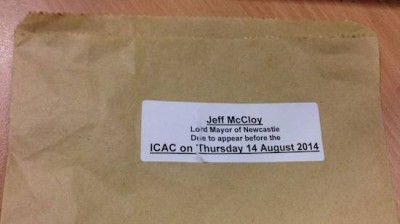 Jeff McCloy
Lord Mayor of Newcastle
Due to appear before the
ICAC on Thursday 14 August 2014